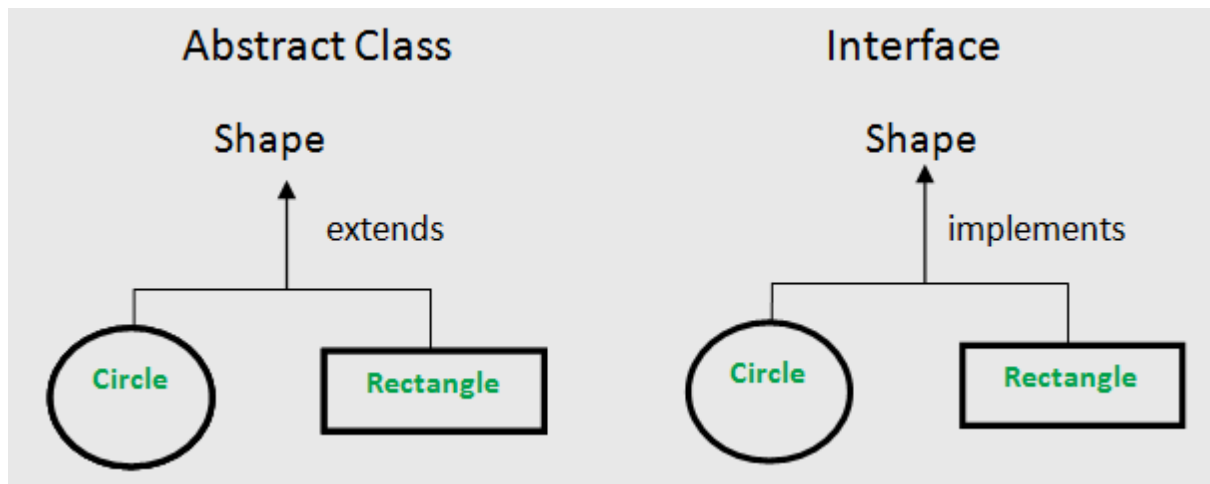 Abstract Class
Shape
extends
Circle
Rectangle
Interface
Shape
implements
Circle
Rectangle